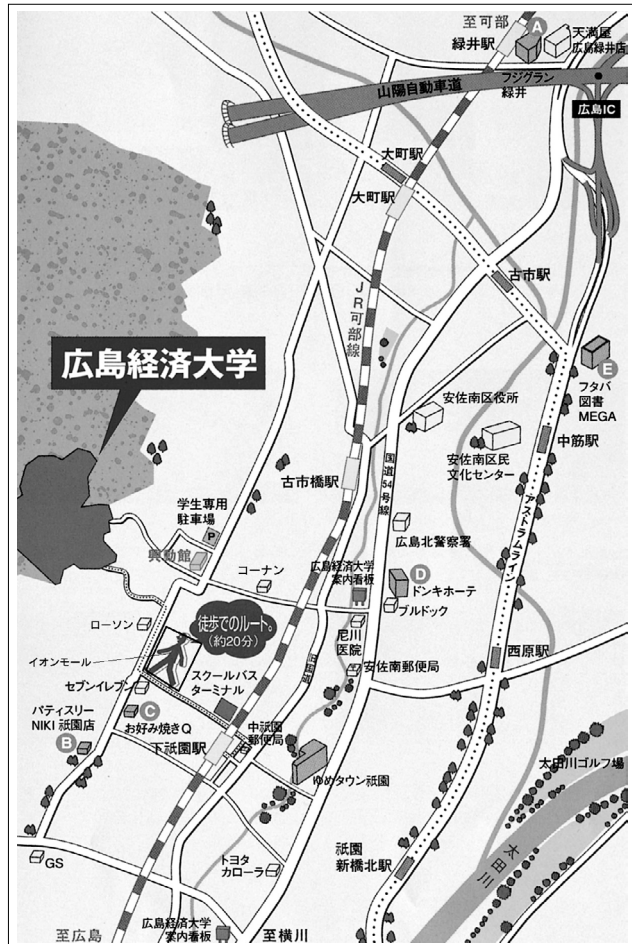 至可部
緑井駅
A
天満屋
広島緑井店
フジグラン
緑井
山陽自動車道
広島IC
大町駅
大町駅
古市駅
JR可部線
広島経済大学
E
フタバ
図書
MEGA
安佐南区役所
安佐南区民
文化センター
中筋駅
国道54号線
古市橋駅
アストラムライン
学生専用
駐車場
P
興動館
広島北警察署
コーナン
広島経済大学
案内看板
D
ドンキホーテ
ブルドック
ローソン
徒歩でのルート。
(約20分)
尼川
医院
西原駅
イオンモール
スクールバス
ターミナル
安佐南郵便局
セブンイレブン
パティスリー
NIKI 祇園店
C
お好み焼きQ
B
下祇園駅
中祇園
郵便局
ゆめタウン祇園
太田川ゴルフ場
祇園
新橋北駅
太田川
GS
トヨタ
カローラ
至広島
広島経済大学
案内看板
至横川